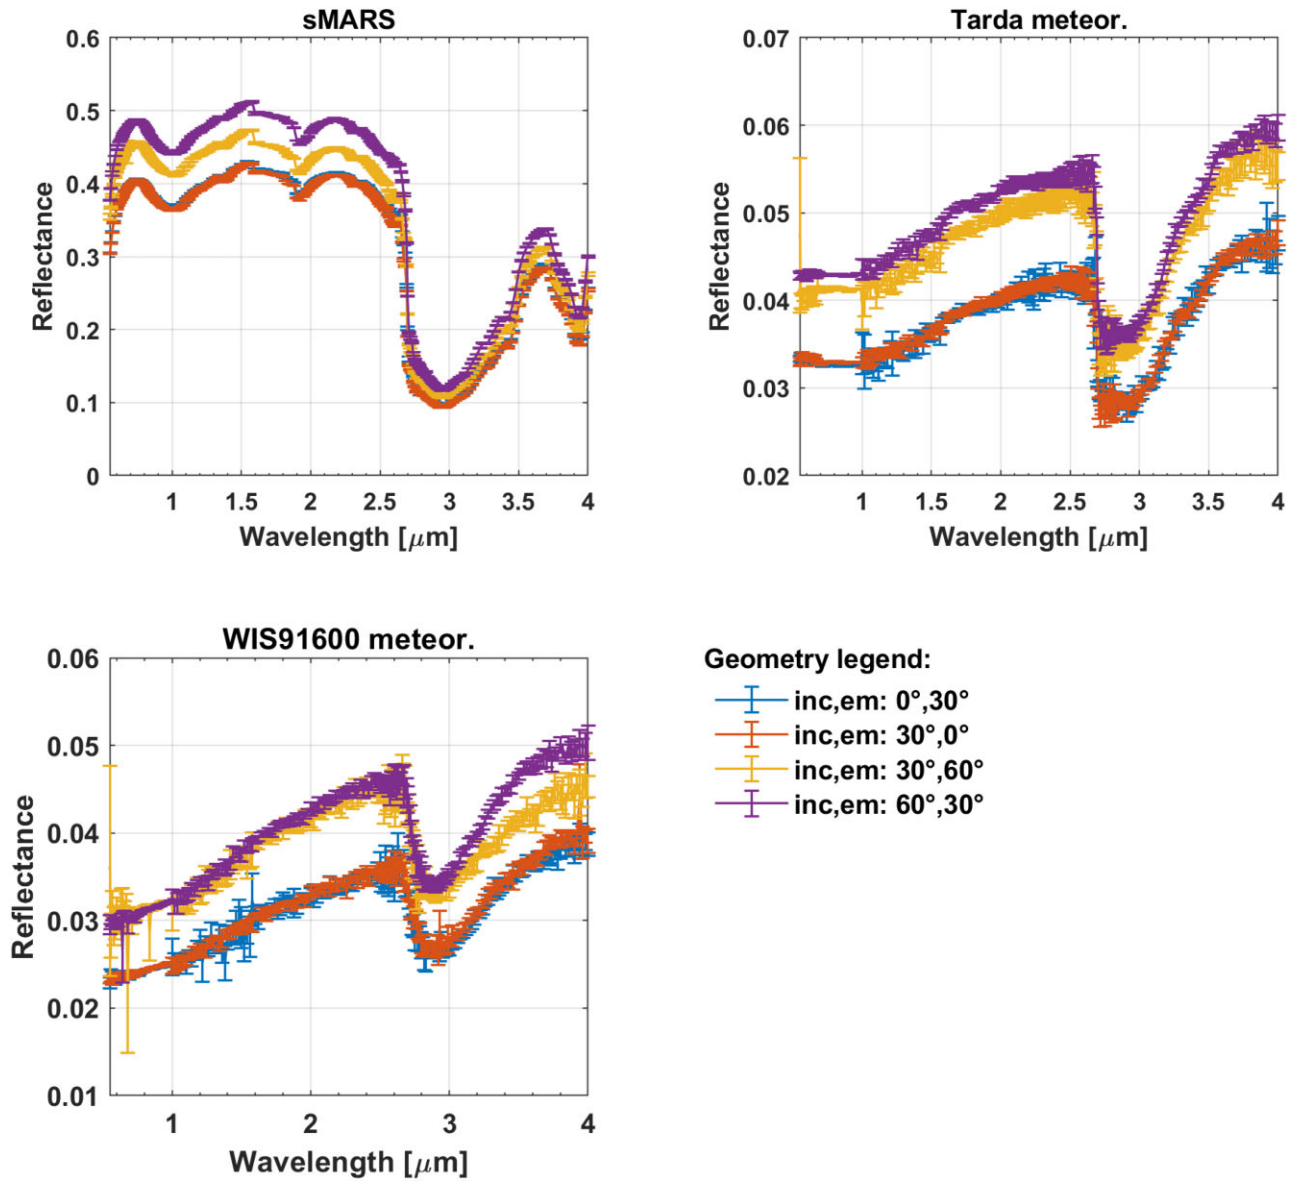 sMARS
0.6
0.5
0.4
0.3
0.2
0.1
0
Reflectance
1 1.5 2 2.5 3 3.5 4
Wavelength [μm]
Tarda meteor.
0.07
0.06
0.05
0.04
0.03
0.02
Reflectance
1 1.5 2 2.5 3 3.5 4
Wavelength [μm]
WIS91600 meteor.
0.06
0.05
0.04
0.03
0.02
0.01
Reflectance
1 2 3 4
Wavelength [μm]
Geometry legend:
inc,em: 0°,30°
inc,em: 30°,0°
inc,em: 30°,60°
inc,em: 60°,30°